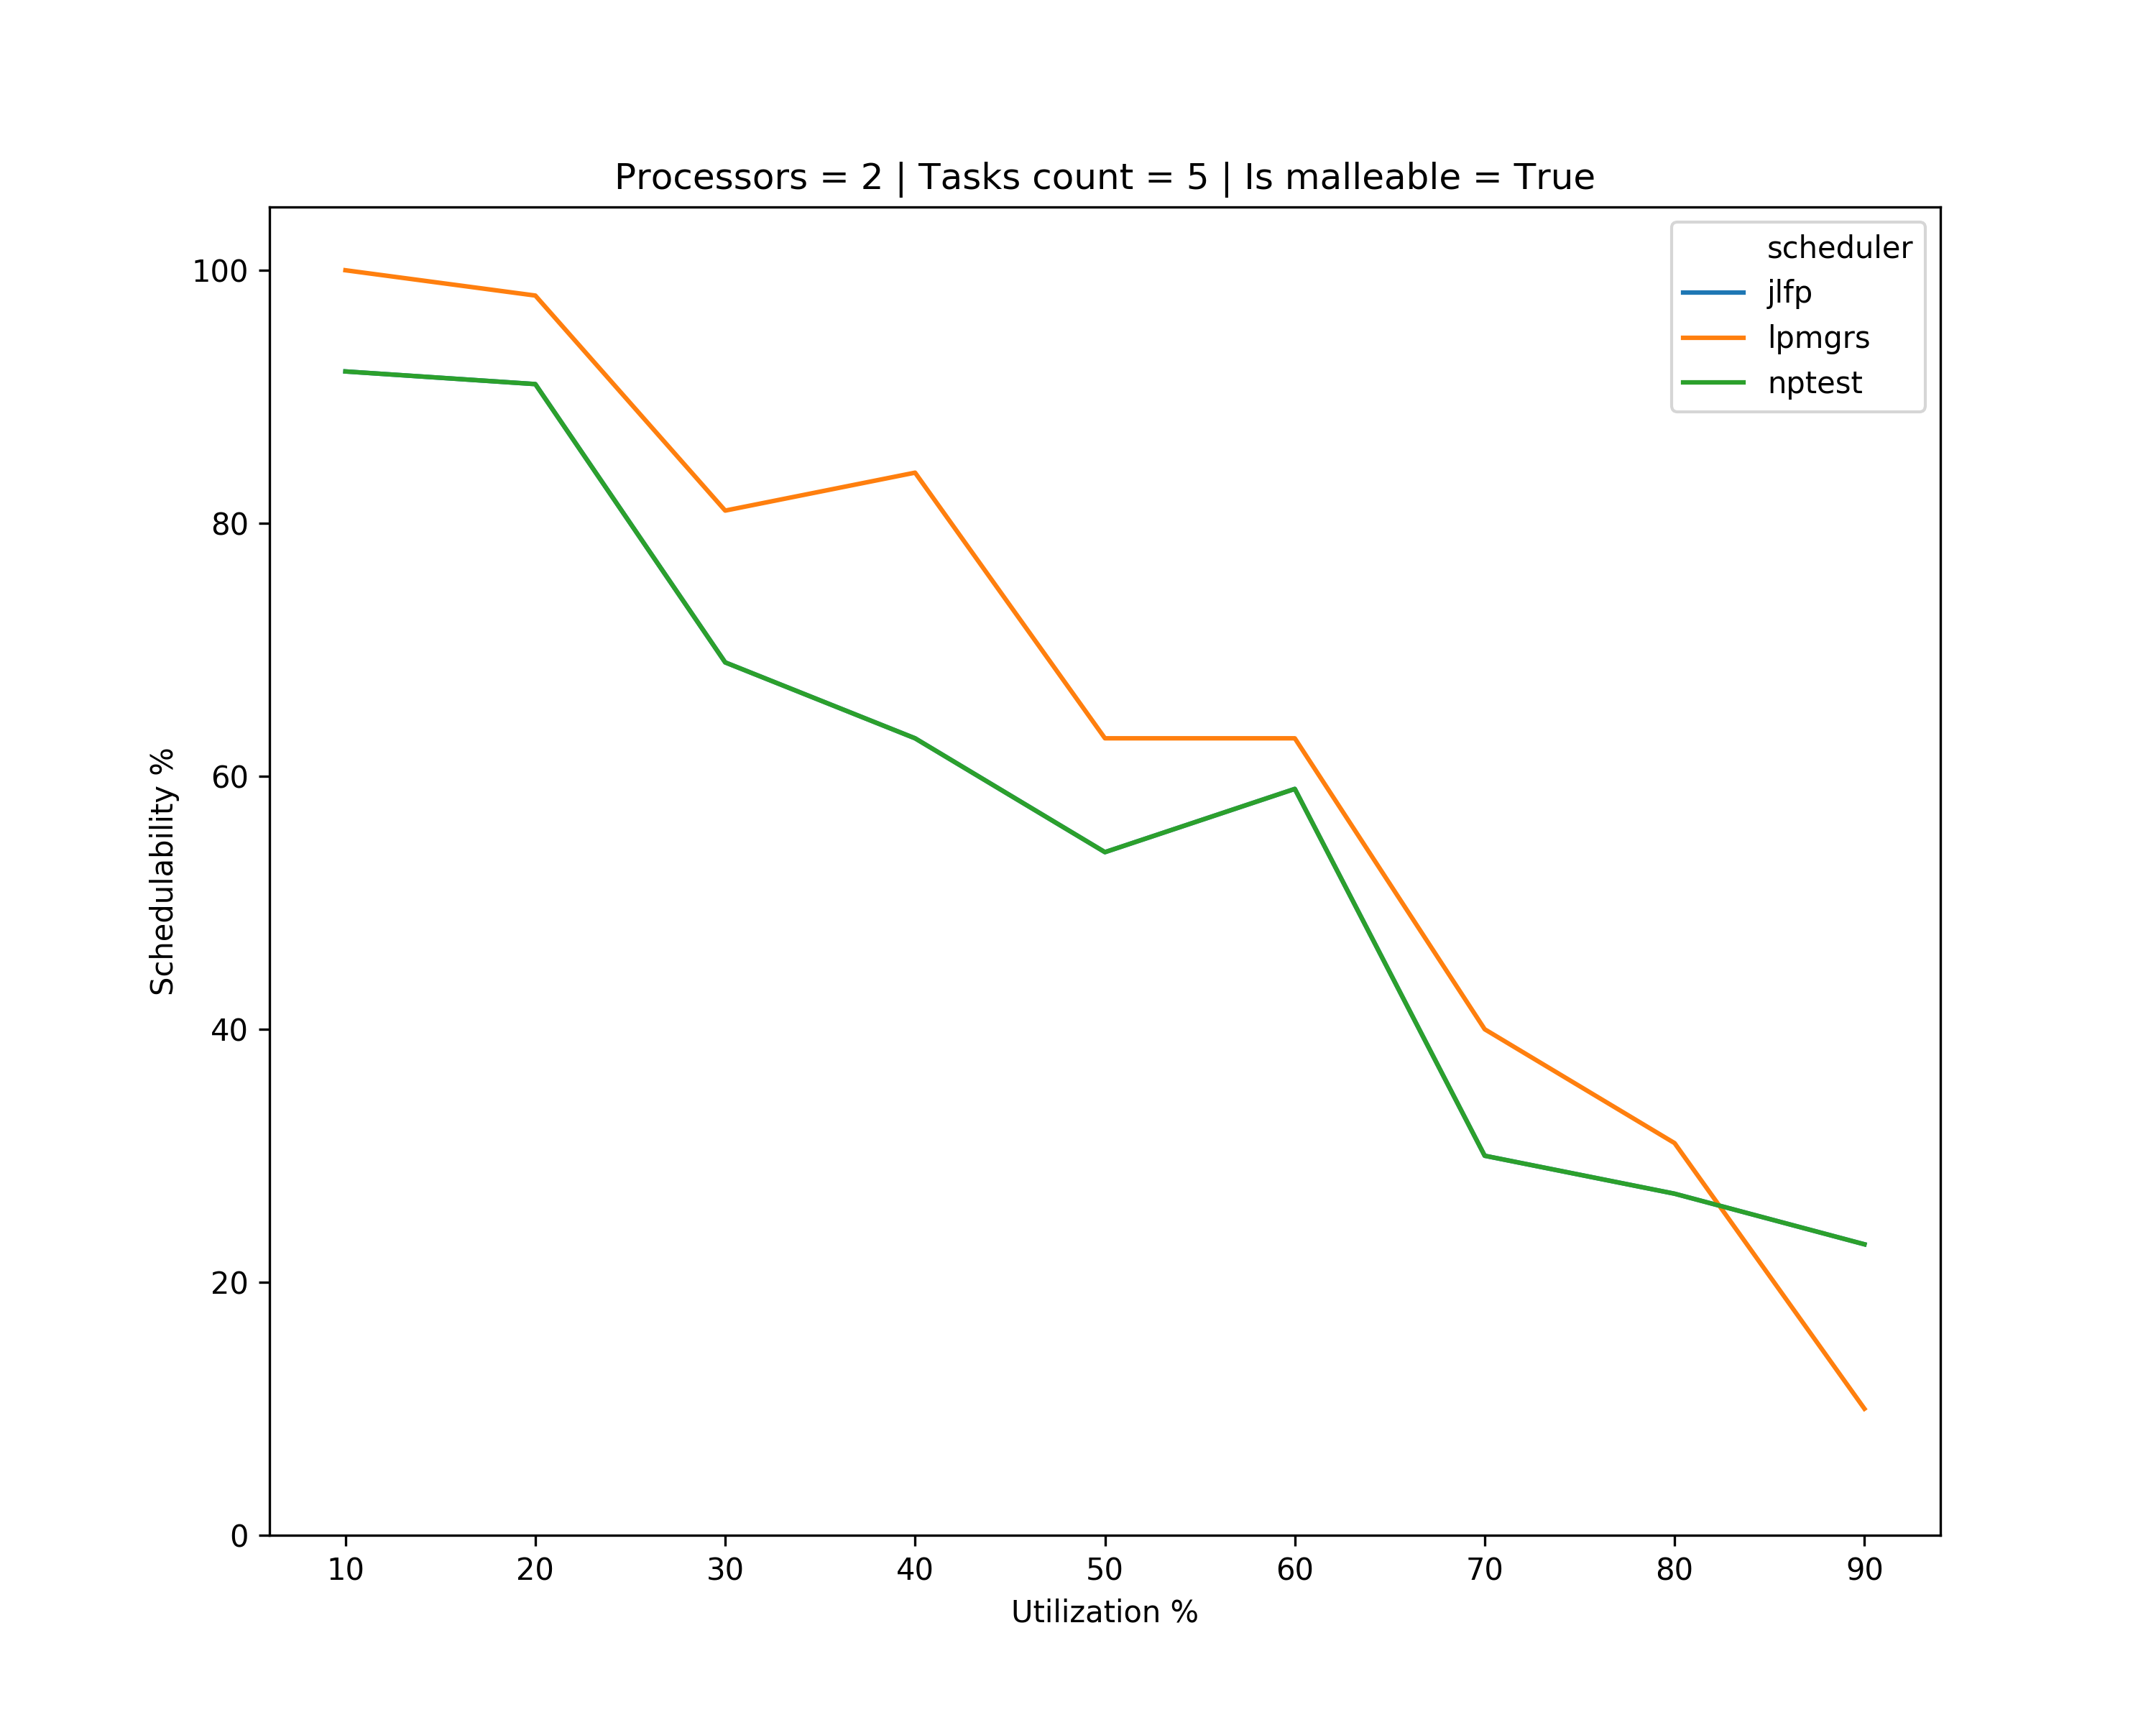 Processors = 2 | Tasks count = 5 | Is malleable = True
scheduler
jlfp
lpmgrs
nptest
Schedulability %
100
80
60
40
20
0
10 20 30 40 50 60 70 80 90
Utilization %